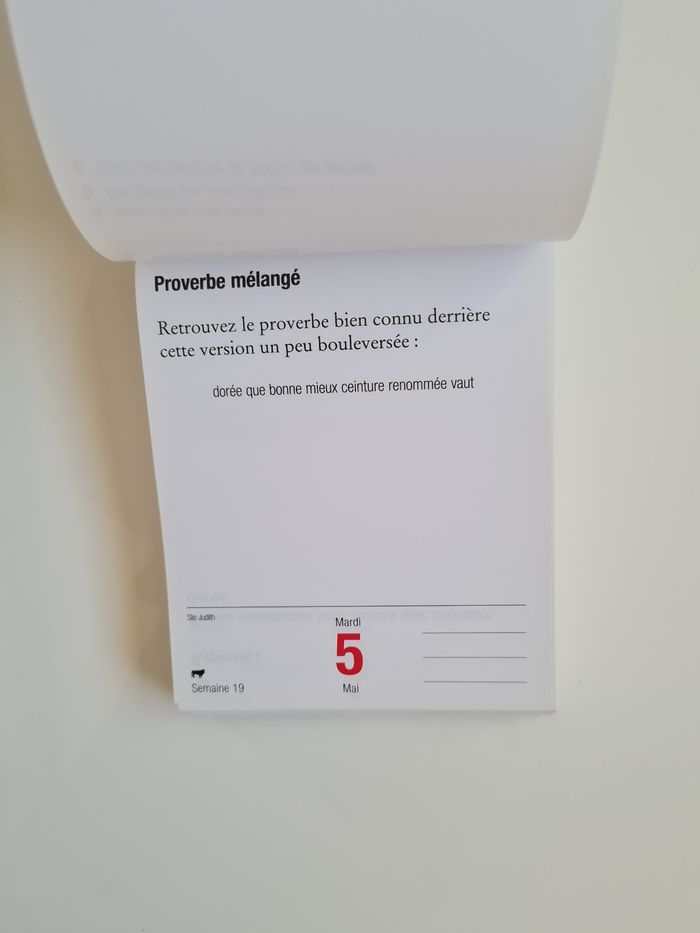 Proverbe mélangé
Retrouvez le proverbe bien connu derrière
cette version un peu bouleversée :
dorée que bonne mieux ceinture renommée vaut
Ste Judith
Mardi
5
Semaine 19
Mai